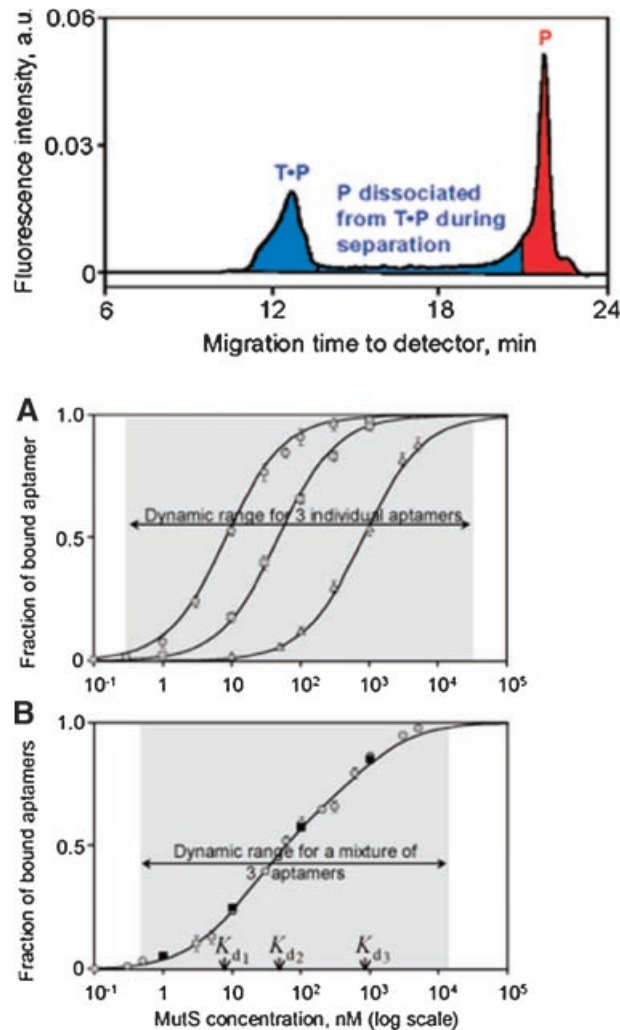 0.06
Fluorescence intensity, a.u.
P
0.03
T•P
P dissociated
from T•P during
separation
0
6 12 18 24
Migration time to detector, min
A
1.0
Fraction of bound aptamer
Dynamic range for 3 individual aptamers
0.5
0
10⁻¹ 1 10 10² 10³ 10⁴ 10⁵
B
1.0
Fraction of bound aptamers
0.5
Dynamic range for a mixture of
3 aptamers
Kd1 Kd2 Kd3
0
10⁻¹ 1 10 10² 10³ 10⁴ 10⁵
MutS concentration, nM (log scale)